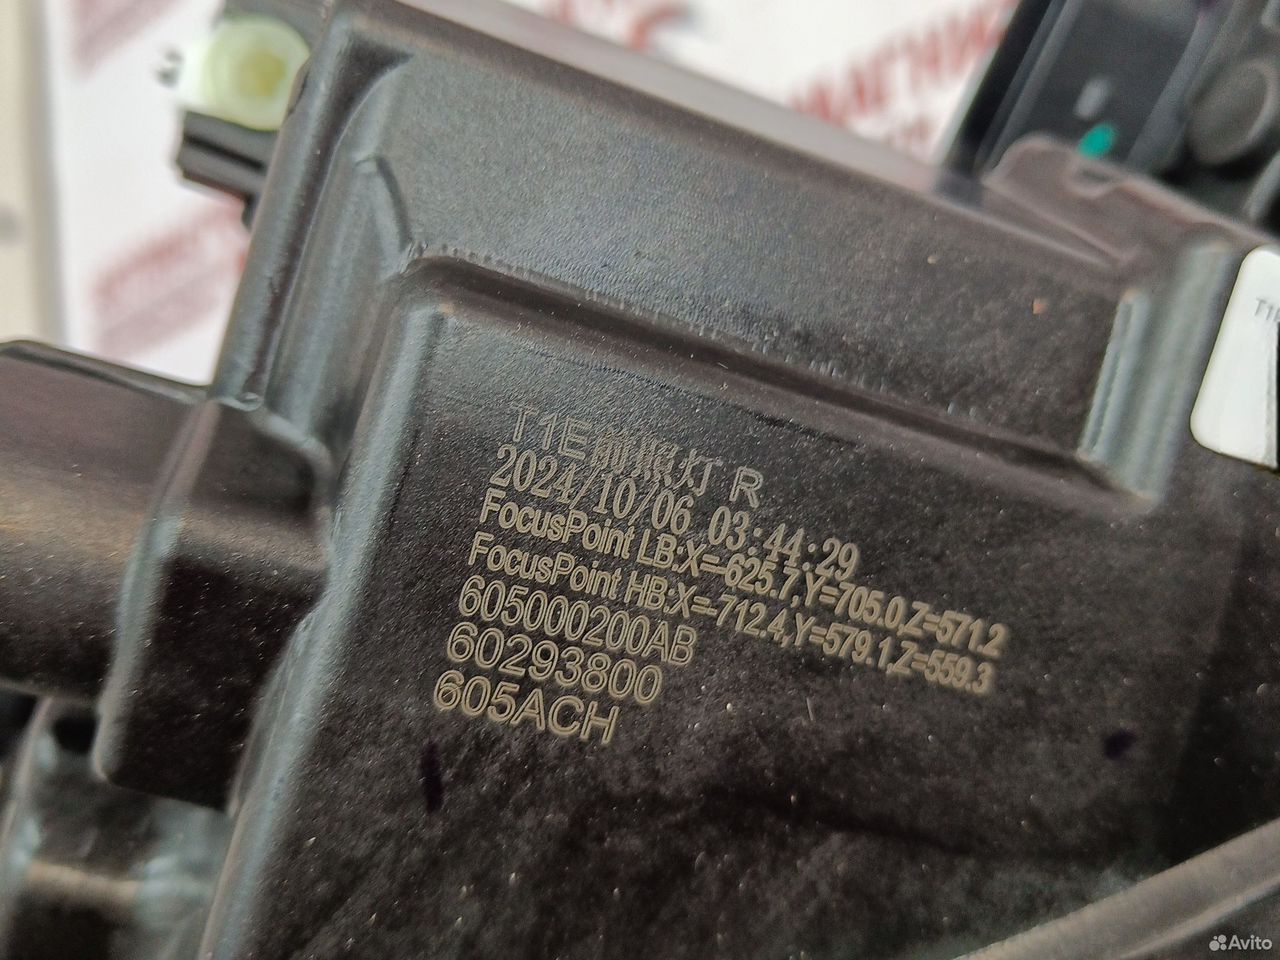 T1E前照灯 R
2024/10/06 03:44:29
FocusPoint LB:X=-625.7,Y=705.0,Z=571.2
FocusPoint HB:X=-712.4,Y=579.1,Z=559.3
605000200AB
60293800
605ACH
Avito